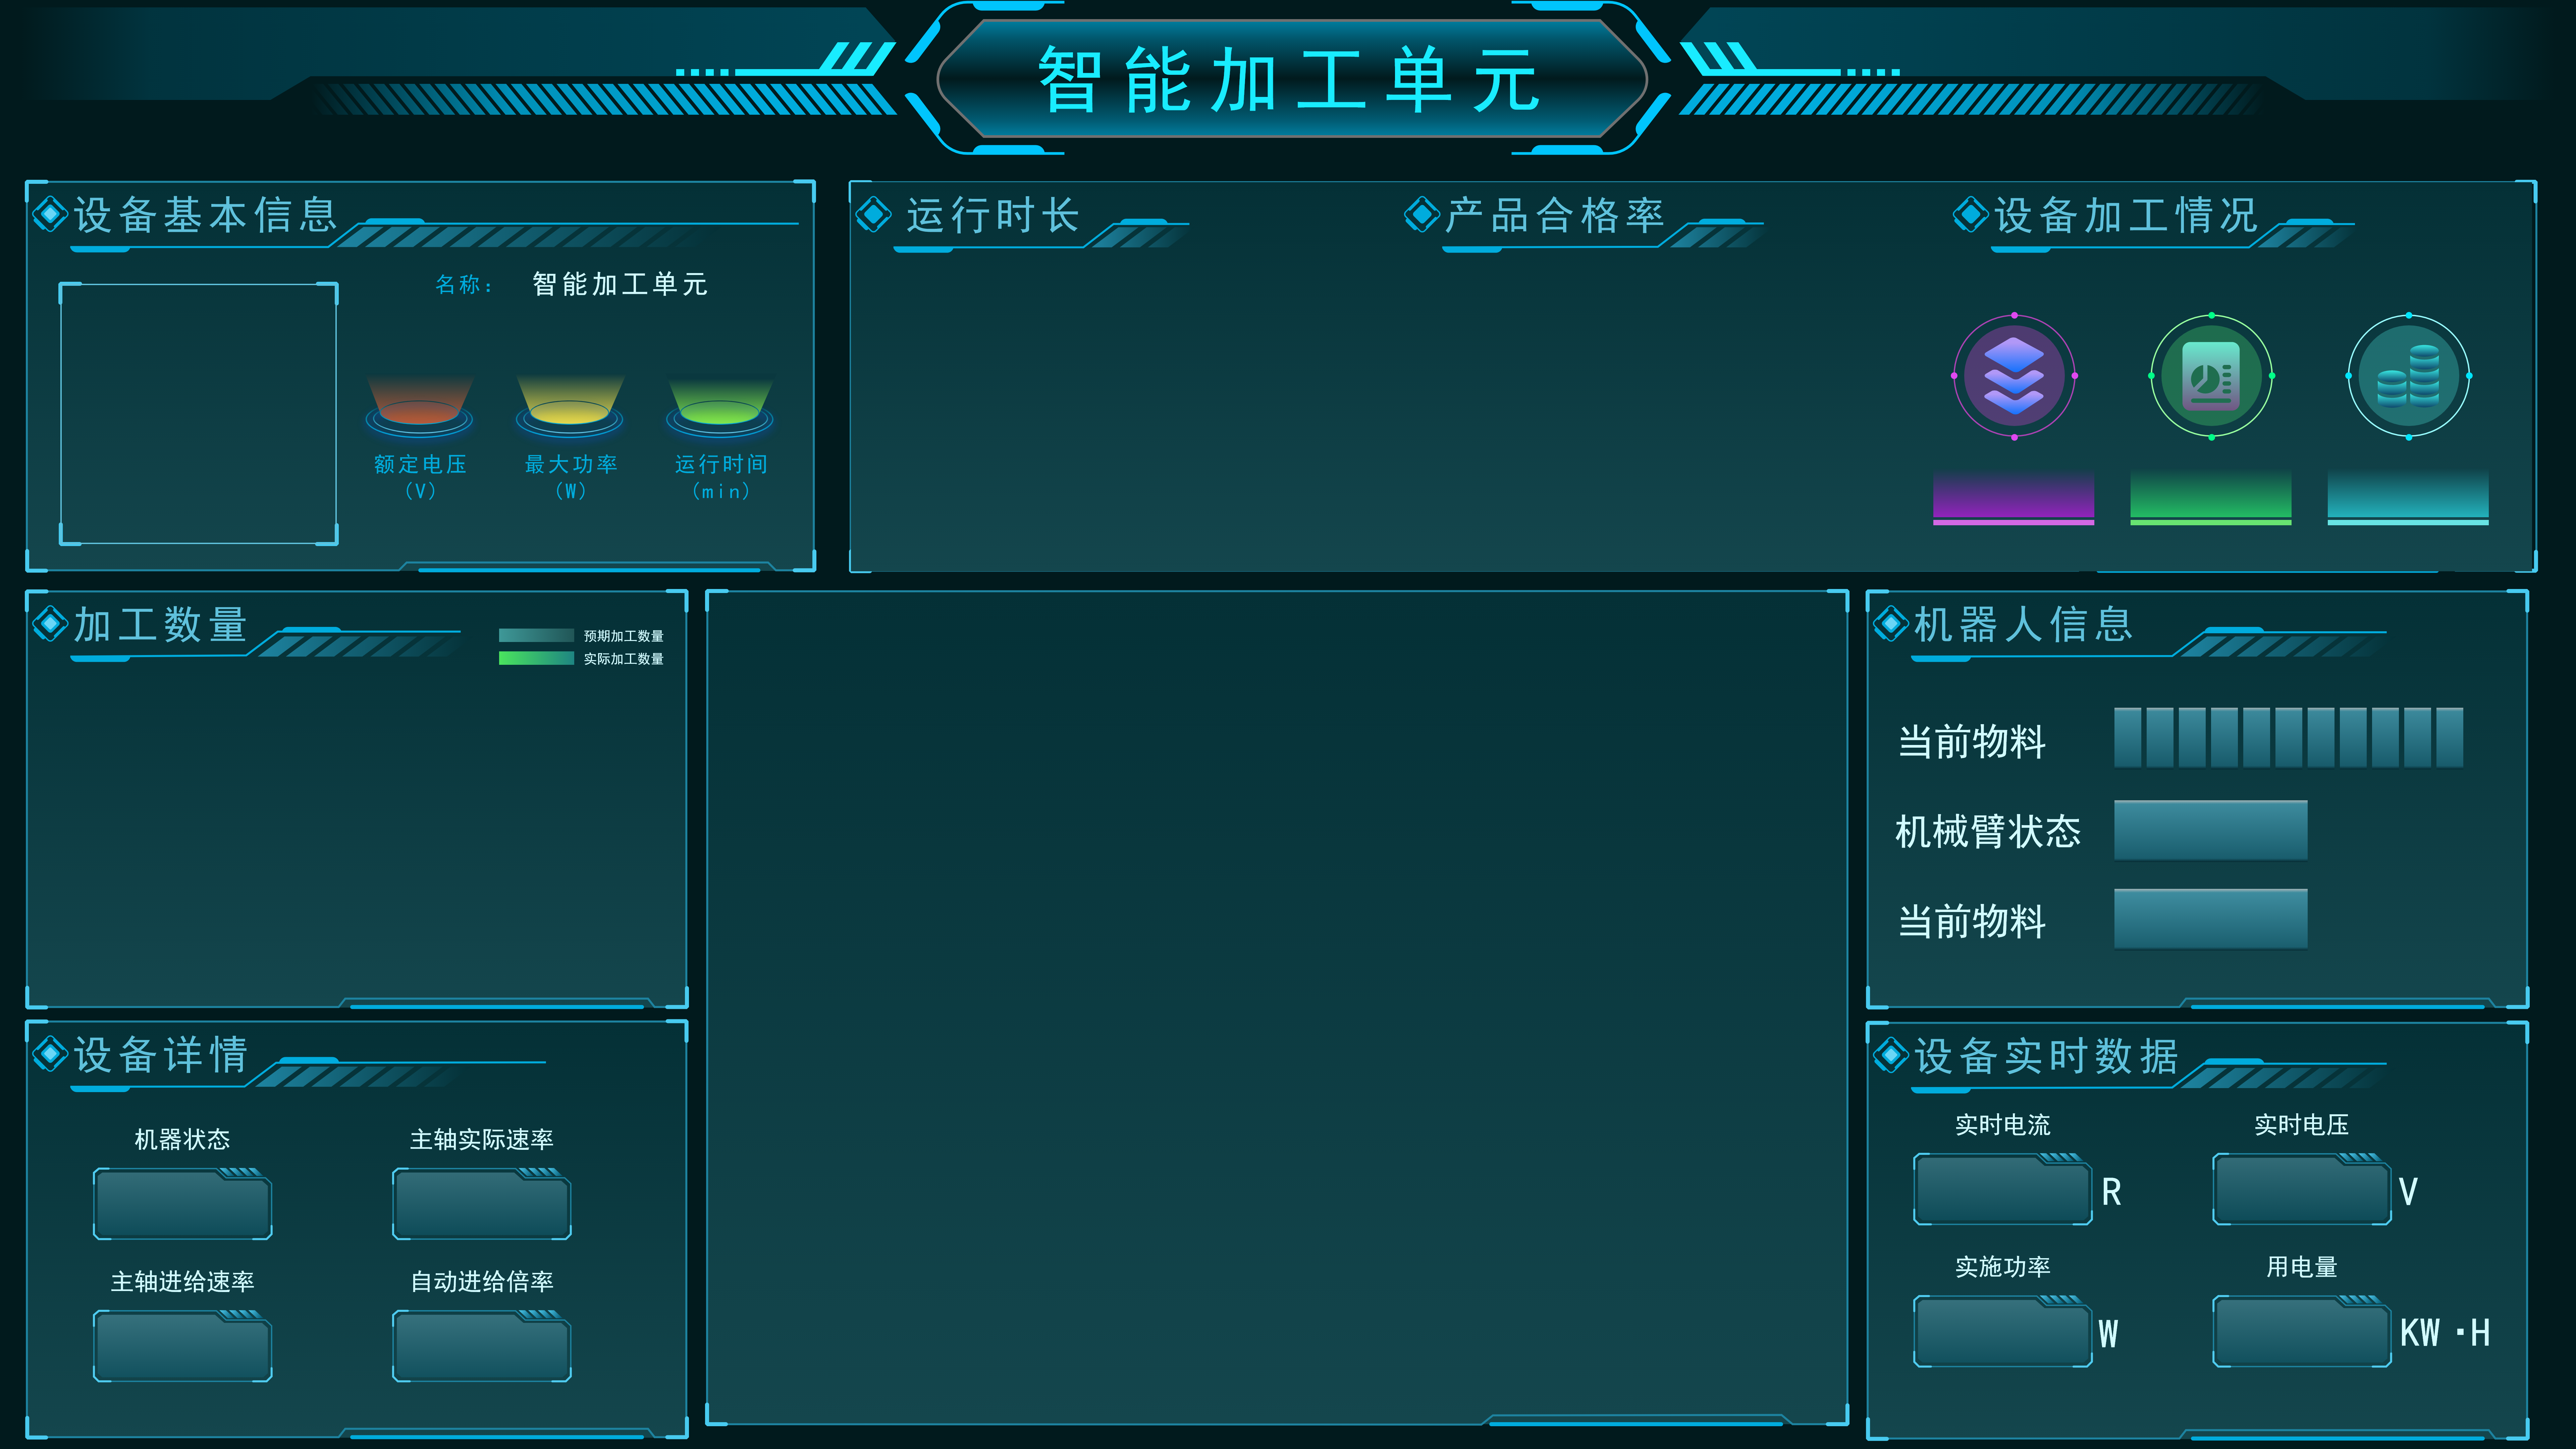 智能加工单元
设备基本信息
名称： 智能加工单元
额定电压
（V）
最大功率
（W）
运行时间
（min）
运行时长
产品合格率
设备加工情况
加工数量
预期加工数量
实际加工数量
机器人信息
当前物料
机械臂状态
当前物料
设备详情
机器状态
主轴实际速率
主轴进给速率
自动进给倍率
设备实时数据
实时电流
R
实时电压
V
实施功率
W
用电量
KW·H